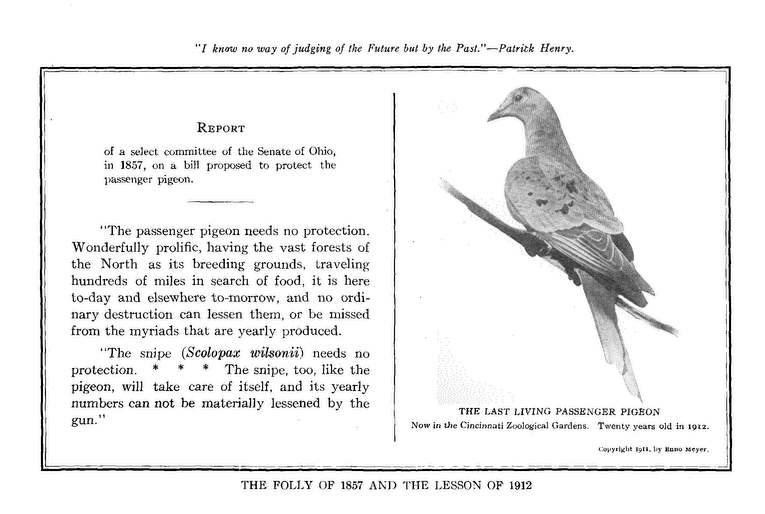 "I know no way of judging of the Future but by the Past."—Patrick Henry.
REPORT
of a select committee of the Senate of Ohio,
in 1857, on a bill proposed to protect the
passenger pigeon.
"The passenger pigeon needs no protection.
Wonderfully prolific, having the vast forests of
the North as its breeding grounds, traveling
hundreds of miles in search of food, it is here
to-day and elsewhere to-morrow, and no ordi-
nary destruction can lessen them, or be missed
from the myriads that are yearly produced.
"The snipe (Scolopax wilsonii) needs no
protection. * * * The snipe, too, like the
pigeon, will take care of itself, and its yearly
numbers can not be materially lessened by the
gun."
THE LAST LIVING PASSENGER PIGEON
Now in the Cincinnati Zoological Gardens. Twenty years old in 1912.
Copyright 1911, by Enno Meyer.
THE FOLLY OF 1857 AND THE LESSON OF 1912